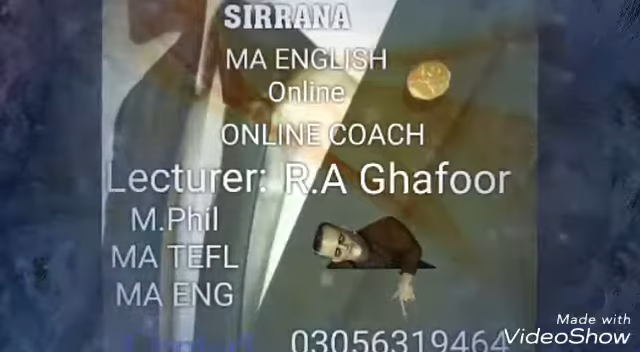 SIRRANA
MA ENGLISH
Online
ONLINE COACH
Lecturer: R.A Ghafoor
M.Phil
MA TEFL
MA ENG
03056319464
Made with
VideoShow